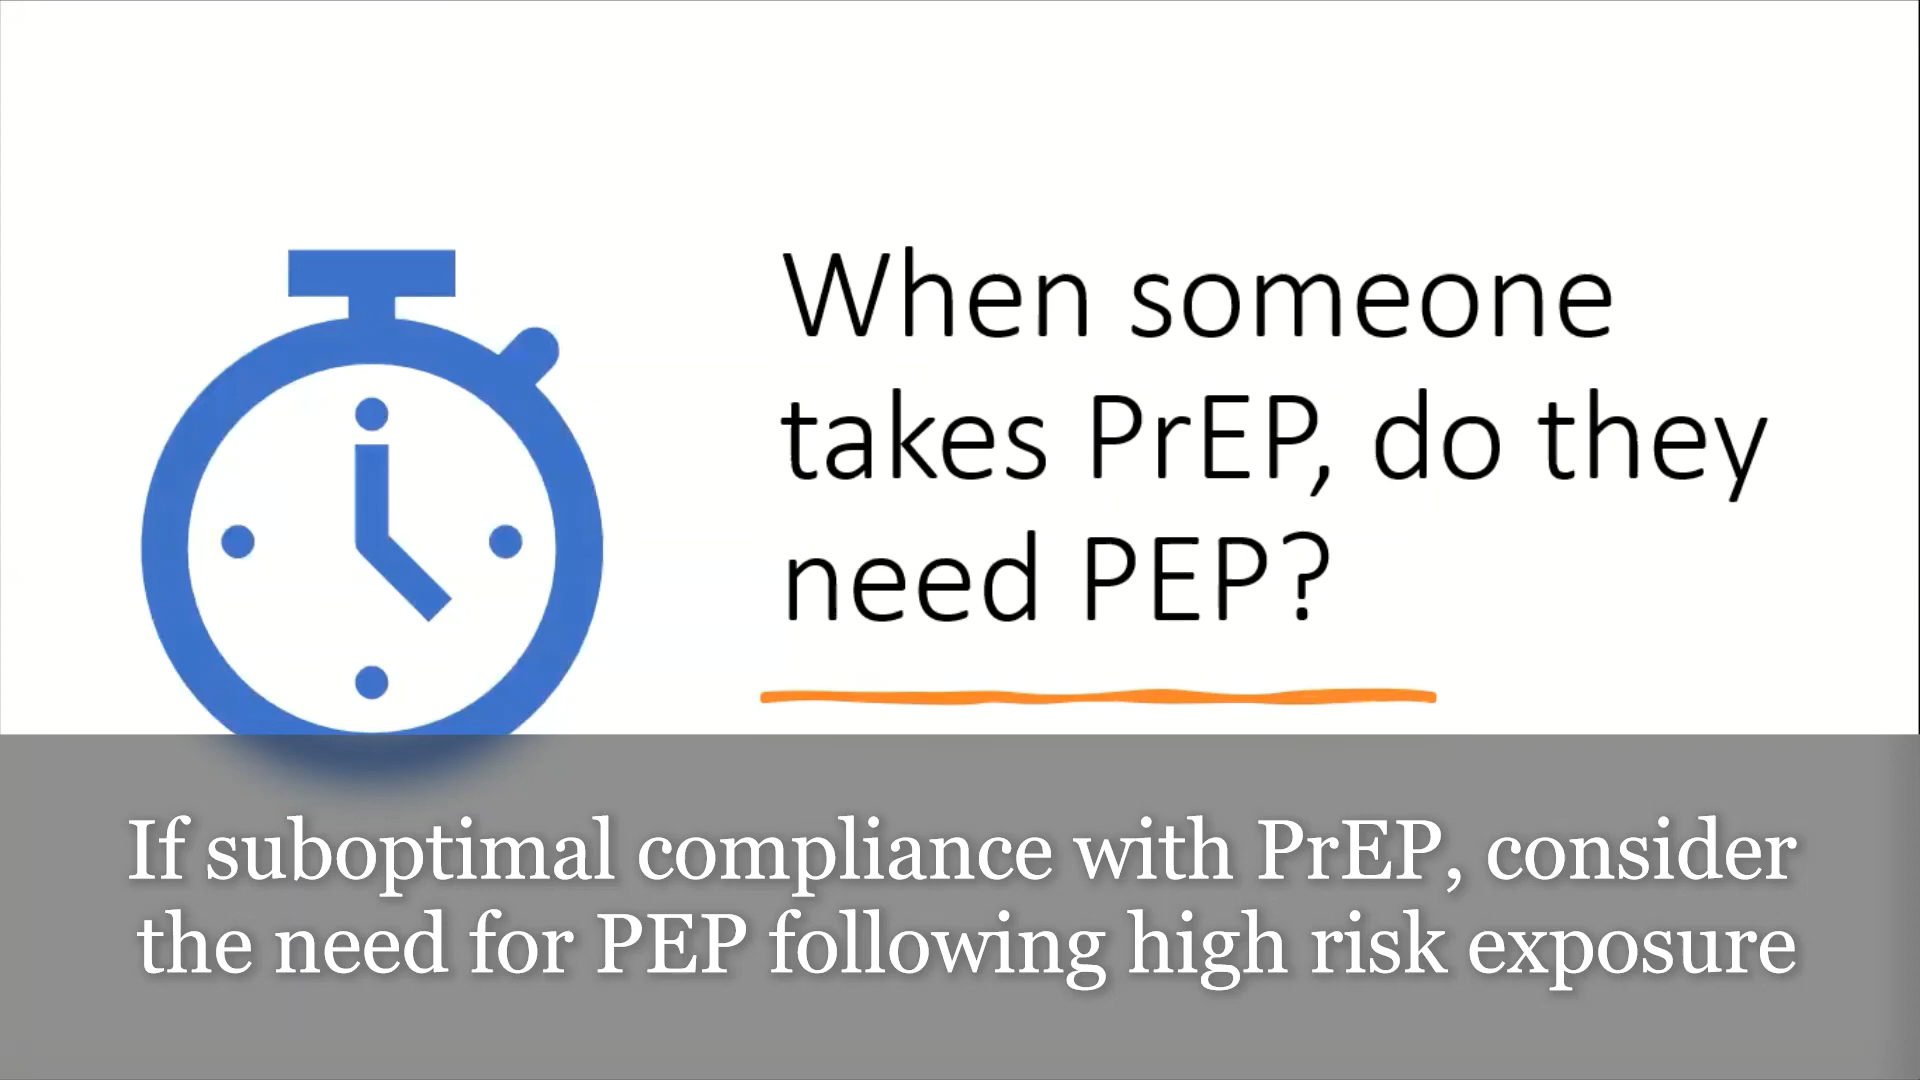 When someone
takes PrEP, do they
need PEP?
If suboptimal compliance with PrEP, consider
the need for PEP following high risk exposure